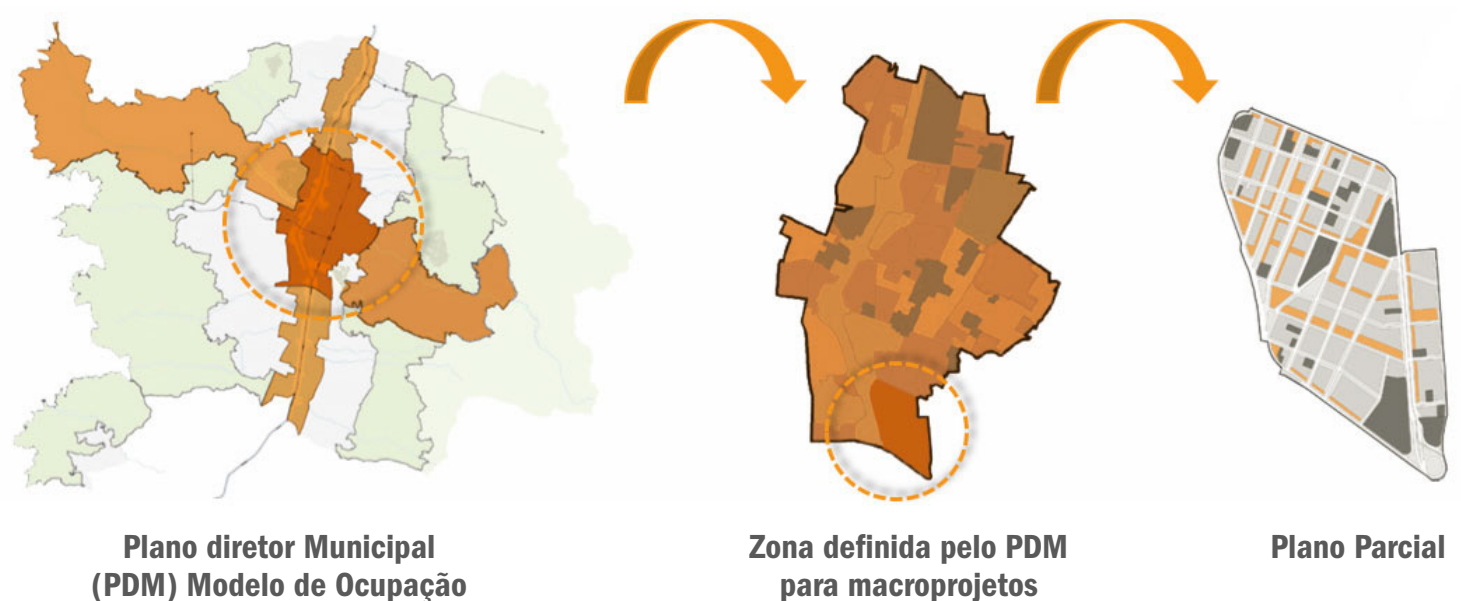 Plano diretor Municipal
(PDM) Modelo de Ocupação
Zona definida pelo PDM
para macroprojetos
Plano Parcial